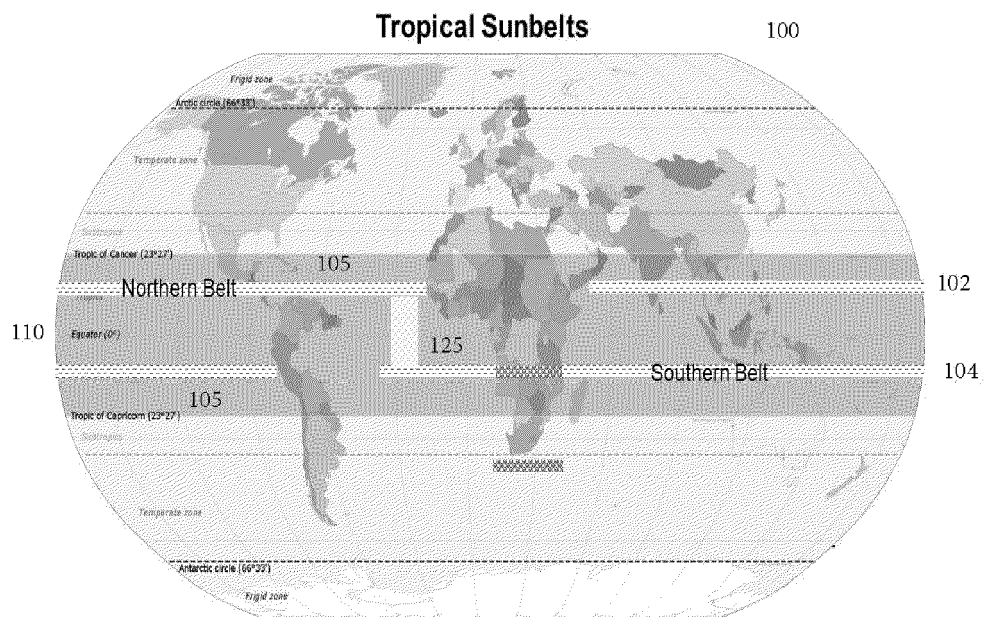 Tropical Sunbelts
100
Frigid zone
Arctic circle (66°33')
Temperate zone
Subtropics
Tropic of Cancer (23°27')
105
Northern Belt
102
110
Equator (0°)
125
Southern Belt
104
105
Tropic of Capricorn (23°27'
Subtropics
Temperate zone
Antarctic circle (66°33')
Frigid zone